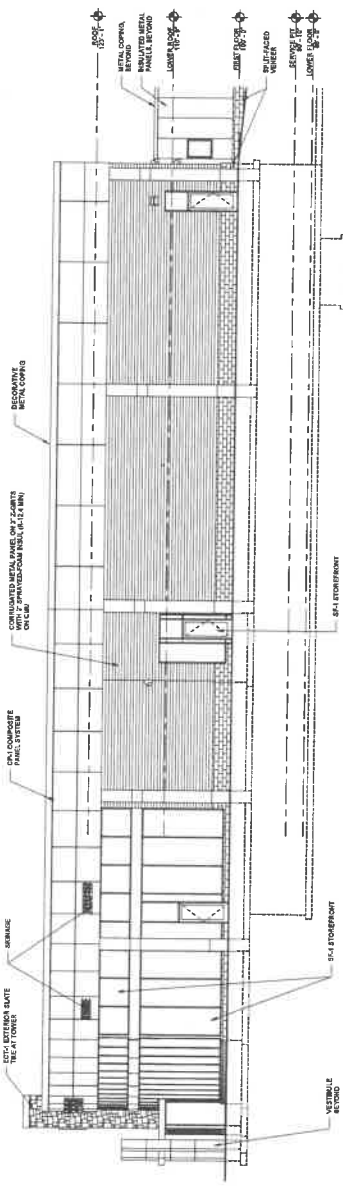 ECT-1 EXTERIOR SLATE
TILE AT TOWER
SIGNAGE
CP-1 COMPOSITE
PANEL SYSTEM
CORRUGATED METAL PANEL ON 2" Z-GIRTS
WITH 2" SPRAYED-FOAM INSUL (R-12.4 MIN)
ON CMU
DECORATIVE
METAL COPING
ROOF
123' - 1"
METAL COPING,
BEYOND
INSULATED METAL
PANELS, BEYOND
LOWER ROOF
FIRST FLOOR
100' - 0"
SPLIT-FACED
VENEER
SERVICE PIT
LOWER FLOOR
SF-1 STOREFRONT
SF-1 STOREFRONT
VESTIBULE
BEYOND